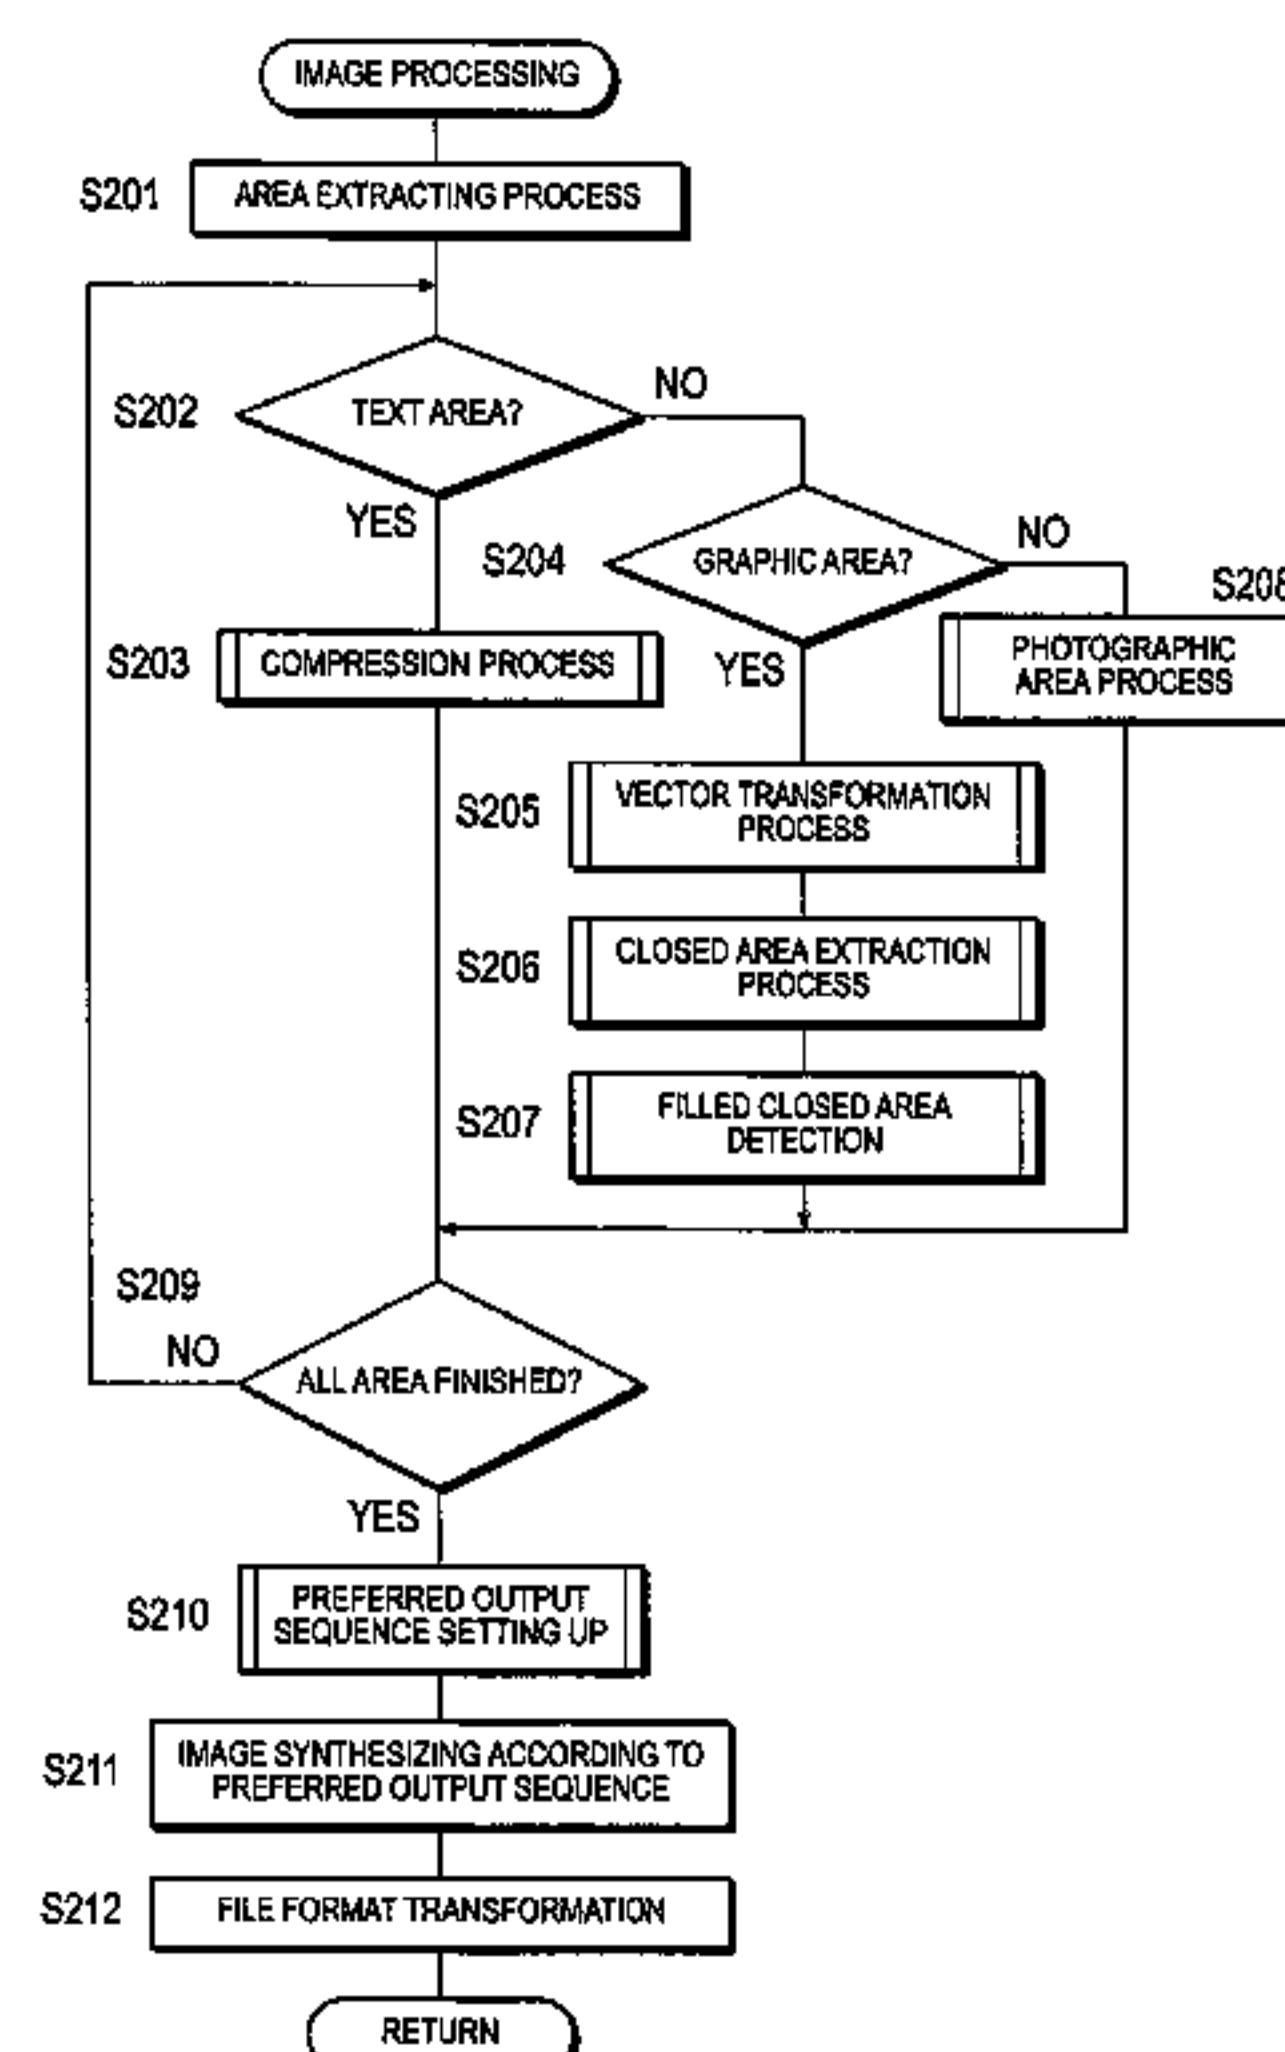 IMAGE PROCESSING
S201
AREA EXTRACTING PROCESS
S202
TEXT AREA?
NO
YES
S204
GRAPHIC AREA?
NO
S208
YES
S203
COMPRESSION PROCESS
PHOTOGRAPHIC
AREA PROCESS
S205
VECTOR TRANSFORMATION
PROCESS
S206
CLOSED AREA EXTRACTION
PROCESS
S207
FILLED CLOSED AREA
DETECTION
S209
NO
ALL AREA FINISHED?
YES
S210
PREFERRED OUTPUT
SEQUENCE SETTING UP
S211
IMAGE SYNTHESIZING ACCORDING TO
PREFERRED OUTPUT SEQUENCE
S212
FILE FORMAT TRANSFORMATION
RETURN